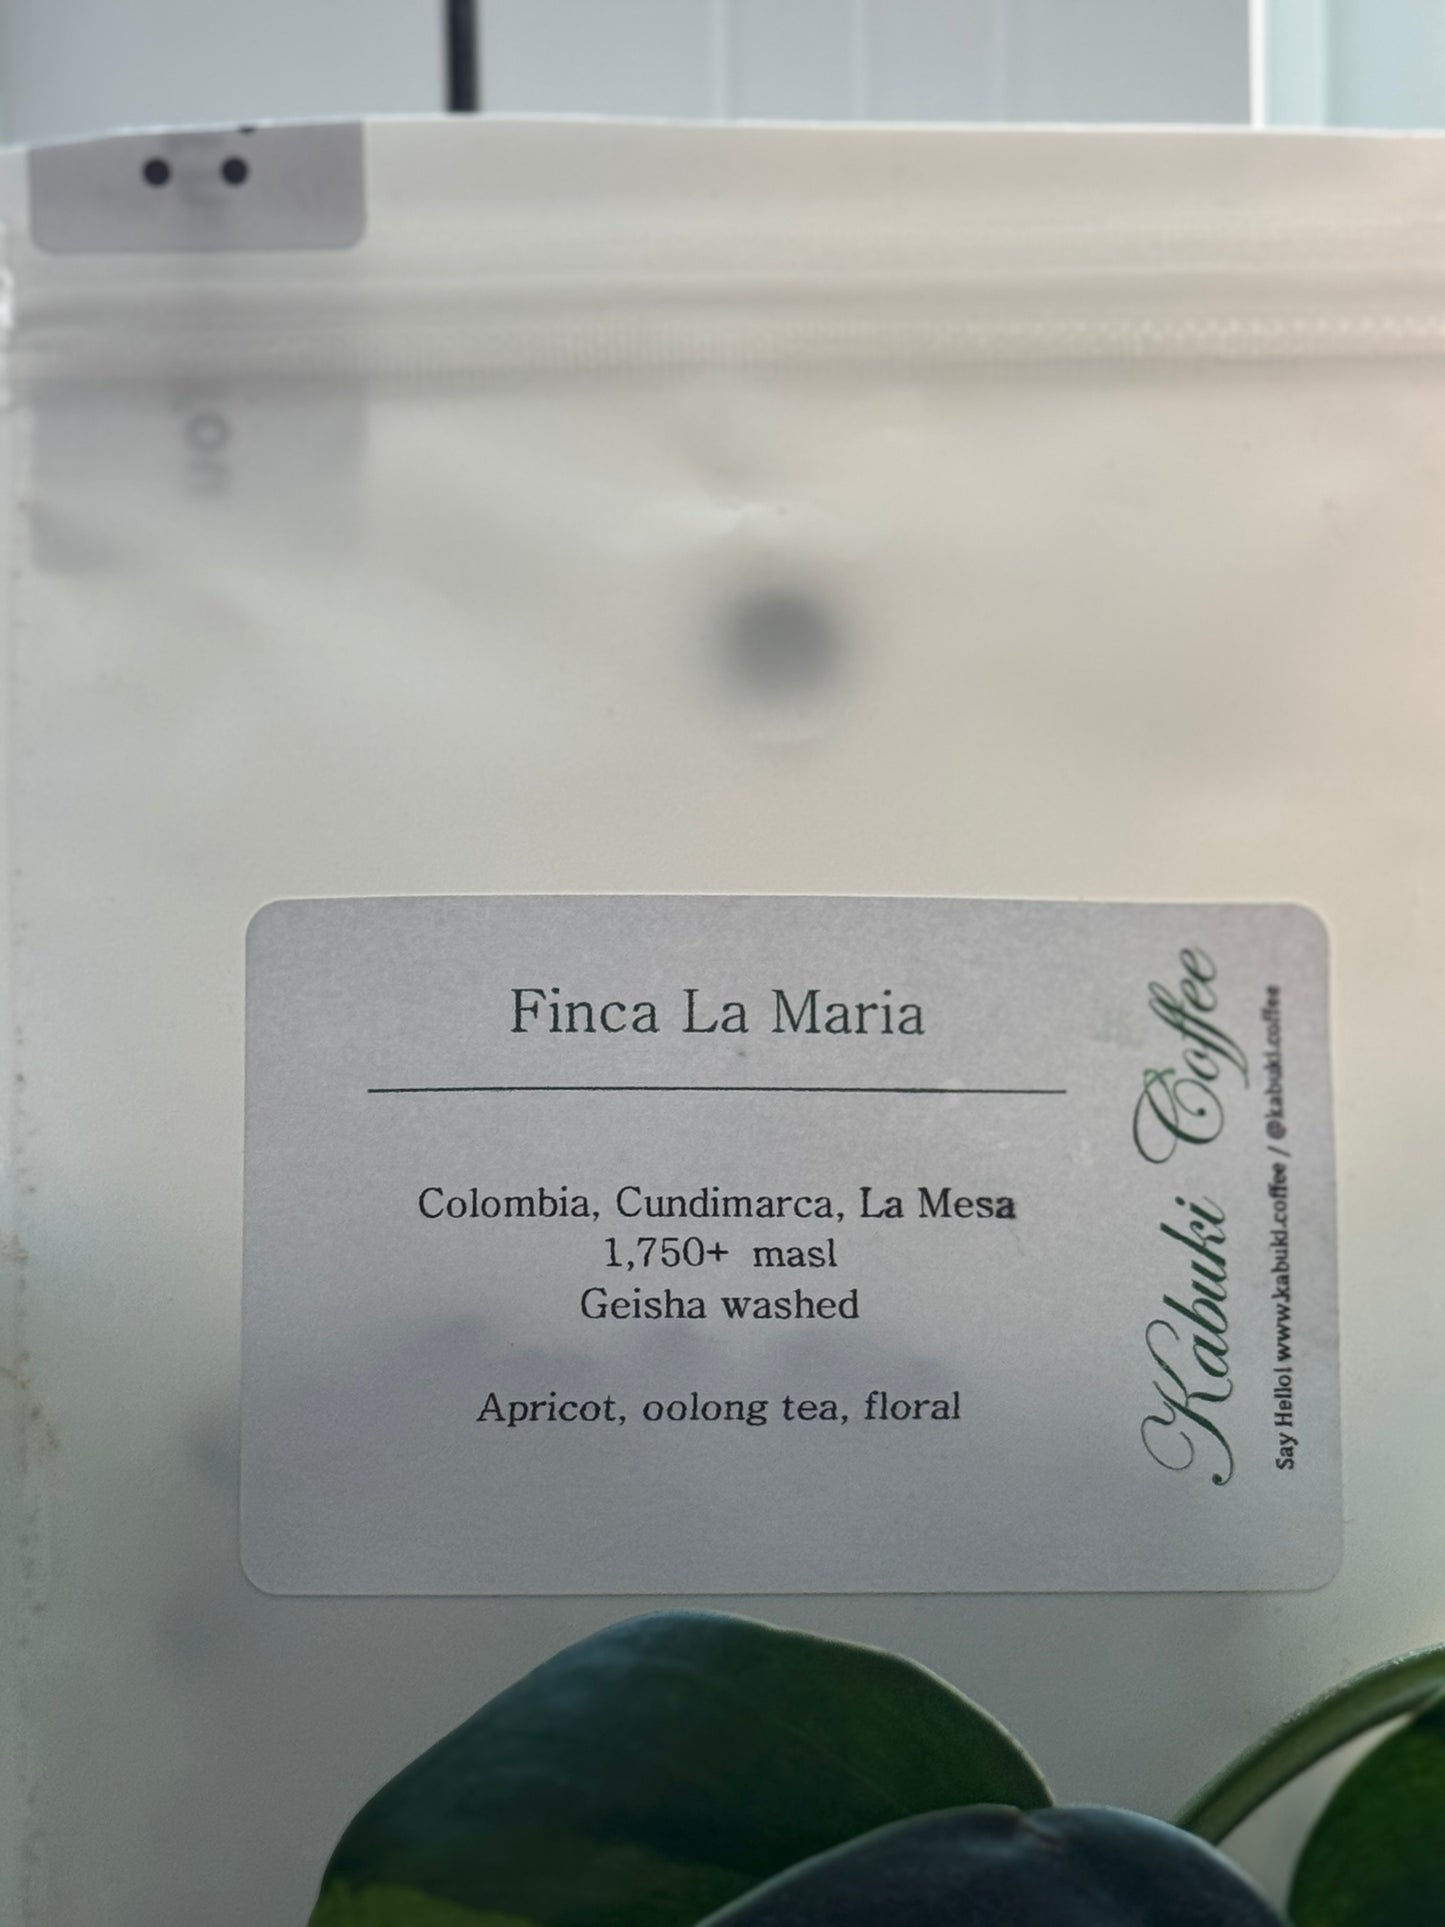 Finca La Maria
Colombia, Cundimarca, La Mesa
1,750+ masl
Geisha washed
Apricot, oolong tea, floral
Kabuki Coffee
Say Hello! www.kabuki.coffee / @kabuki.coffee